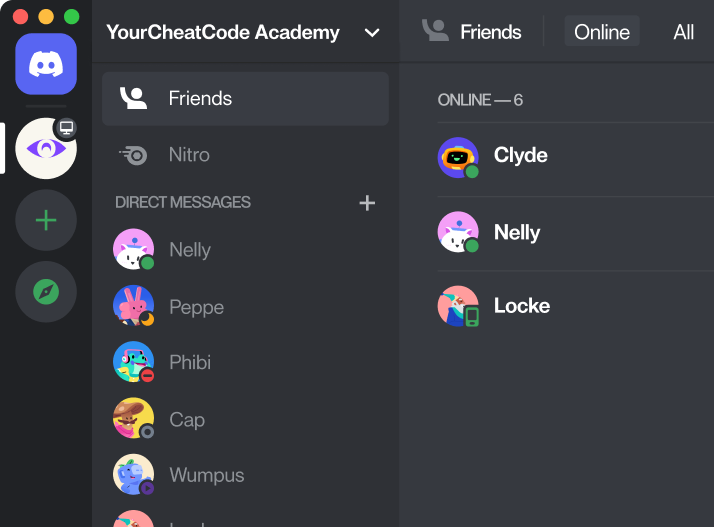 YourCheatCode Academy
Friends
Online
All
Friends
Nitro
DIRECT MESSAGES
Nelly
Peppe
Phibi
Cap
Wumpus
ONLINE — 6
Clyde
Nelly
Locke